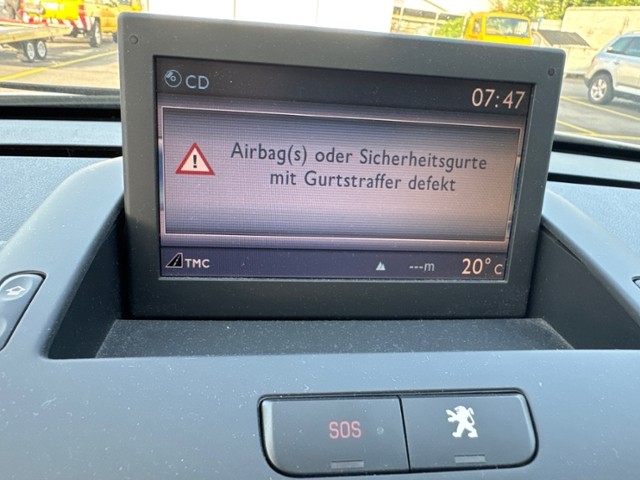 CD
07:47
Airbag(s) oder Sicherheitsgurte
mit Gurtstraffer defekt
TMC
---m
20°C
SOS